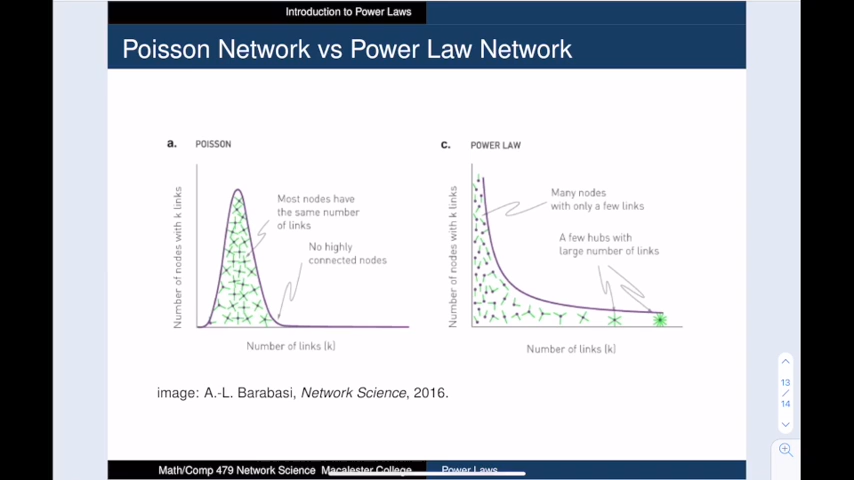 Introduction to Power Laws
Poisson Network vs Power Law Network
a. POISSON
Number of nodes with k links
Most nodes have
the same number
of links
No highly
connected nodes
Number of links (k)
c. POWER LAW
Number of nodes with k links
Many nodes
with only a few links
A few hubs with
large number of links
Number of links (k)
image: A.-L. Barabasi, Network Science, 2016.
13
/
14
Math/Comp 479 Network Science Macalester College
Power Laws